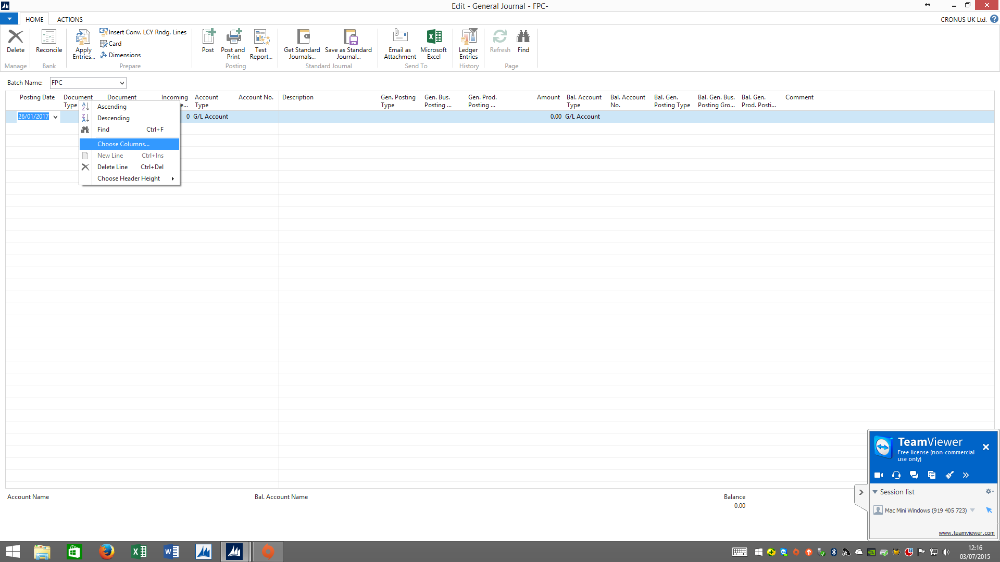 Edit - General Journal - FPC-
HOME
ACTIONS
CRONUS UK Ltd.
Delete
Reconcile
Apply
Entries...
Insert Conv. LCY Rndg. Lines
Card
Dimensions
Post
Post and
Print
Test
Report...
Get Standard
Journals...
Save as Standard
Journal...
Email as
Attachment
Microsoft
Excel
Ledger
Entries
Refresh
Find
Manage
Bank
Prepare
Posting
Standard Journal
Send To
History
Page
Batch Name:
FPC
Posting Date
Document
Type
Document
Incoming
e...
Account
Type
Account No.
Description
Gen. Posting
Type
Gen. Bus.
Posting ...
Gen. Prod.
Posting ...
Amount
Bal. Account
Type
Bal. Account
No.
Bal. Gen.
Posting Type
Bal. Gen. Bus.
Posting Gro...
Bal. Gen.
Prod. Posti...
Comment
26/01/2017
0
G/L Account
0.00
G/L Account
Ascending
Descending
Find Ctrl+F
Choose Columns...
New Line Ctrl+Ins
Delete Line Ctrl+Del
Choose Header Height
Account Name
Bal. Account Name
Balance
0.00
TeamViewer
Free license (non-commercial
use only)
Session list
Mac Mini Windows (919 405 723)
www.teamviewer.com
12:16
03/07/2015